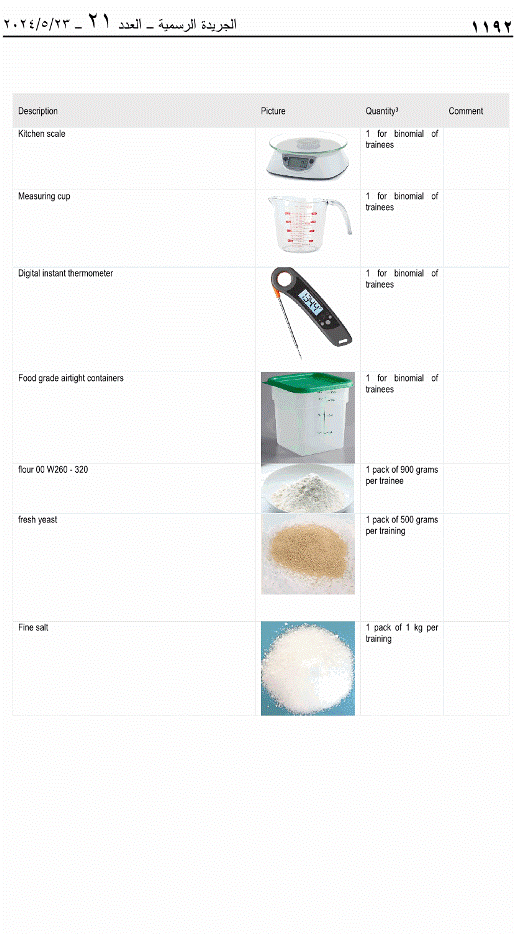 ١١٩٢
الجريدة الرسمية ــ العدد ٢١ ــ ٢٠٢٤/٥/٢٣
Description Picture Quantity³ Comment
Kitchen scale 1 for binomial of
trainees
Measuring cup 1 for binomial of
trainees
Digital instant thermometer 1 for binomial of
trainees
Food grade airtight containers 1 for binomial of
trainees
flour 00 W260 - 320 1 pack of 900 grams
per trainee
fresh yeast 1 pack of 500 grams
per training
Fine salt 1 pack of 1 kg per
training